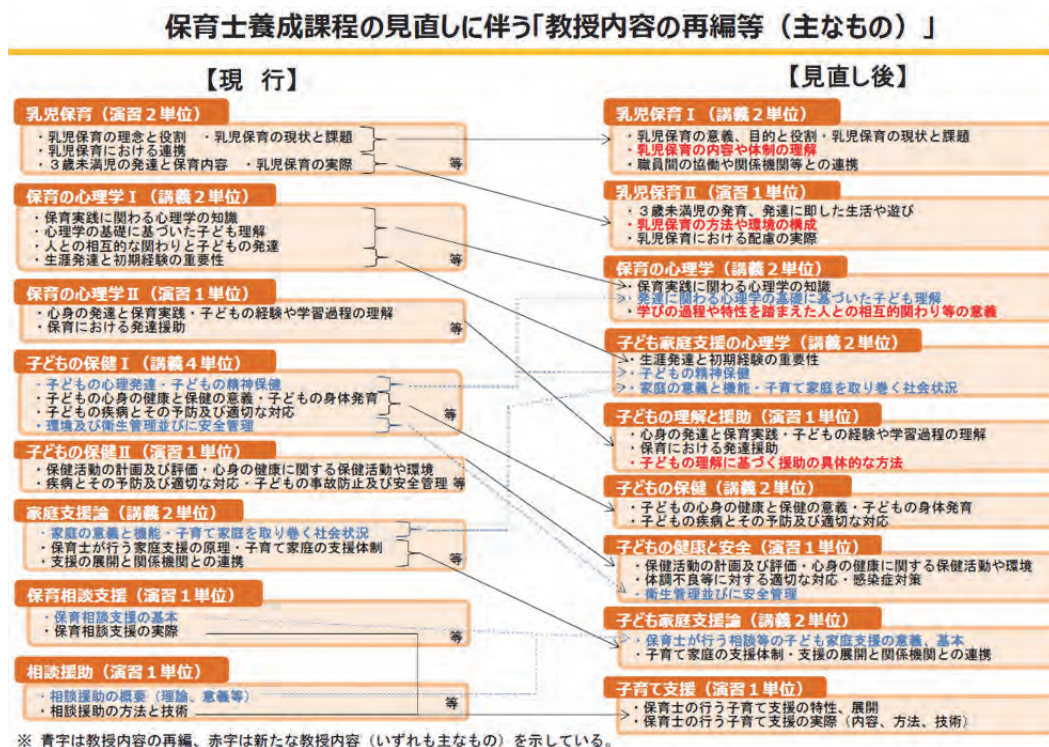 保育士養成課程の見直しに伴う「教授内容の再編等（主なもの）」
【現 行】
乳児保育（演習２単位）
・乳児保育の理念と役割　・乳児保育の現状と課題
・乳児保育における連携
・３歳未満児の発達と保育内容　・乳児保育の実際
等
保育の心理学Ⅰ（講義２単位）
・保育実践に関わる心理学の知識
・心理学の基礎に基づいた子ども理解
・人との相互的な関わりと子どもの発達
・生涯発達と初期経験の重要性
等
保育の心理学Ⅱ（演習１単位）
・心身の発達と保育実践・子どもの経験や学習過程の理解
・保育における発達援助
等
子どもの保健Ⅰ（講義４単位）
・子どもの心理発達・子どもの精神保健
・子どもの心身の健康と保健の意義・子どもの身体発育
・子どもの疾病とその予防及び適切な対応
・環境及び衛生管理並びに安全管理
等
子どもの保健Ⅱ（演習１単位）
・保健活動の計画及び評価・心身の健康に関する保健活動や環境
・疾病とその予防及び適切な対応・子どもの事故防止及び安全管理 等
家庭支援論（講義２単位）
・家庭の意義と機能・子育て家庭を取り巻く社会状況
・保育士が行う家庭支援の原理・子育て家庭の支援体制
・支援の展開と関係機関との連携
等
保育相談支援（演習１単位）
・保育相談支援の基本
・保育相談支援の実際
等
相談援助（演習１単位）
・相談援助の概要（理論、意義等）
・相談援助の方法と技術
等
【見直し後】
乳児保育Ⅰ（講義２単位）
・乳児保育の意義、目的と役割・乳児保育の現状と課題
・乳児保育の内容や体制の理解
・職員間の協働や関係機関等との連携
乳児保育Ⅱ（演習１単位）
・３歳未満児の発育、発達に即した生活や遊び
・乳児保育の方法や環境の構成
・乳児保育における配慮の実際
保育の心理学（講義２単位）
・保育実践に関わる心理学の知識
・発達に関わる心理学の基礎に基づいた子ども理解
・学びの過程や特性を踏まえた人との相互的関わり等の意義
子ども家庭支援の心理学（講義２単位）
・生涯発達と初期経験の重要性
・子どもの精神保健
・家庭の意義と機能・子育て家庭を取り巻く社会状況
子どもの理解と援助（演習１単位）
・心身の発達と保育実践・子どもの経験や学習過程の理解
・保育における発達援助
・子どもの理解に基づく援助の具体的な方法
子どもの保健（講義２単位）
・子どもの心身の健康と保健の意義・子どもの身体発育
・子どもの疾病とその予防及び適切な対応
子どもの健康と安全（演習１単位）
・保健活動の計画及び評価・心身の健康に関する保健活動や環境
・体調不良等に対する適切な対応・感染症対策
・衛生管理並びに安全管理
子ども家庭支援論（講義２単位）
・保育士が行う相談等の子ども家庭支援の意義、基本
・子育て家庭の支援体制・支援の展開と関係機関との連携
子育て支援（演習１単位）
・保育士の行う子育て支援の特性、展開
・保育士の行う子育て支援の実際（内容、方法、技術）
※ 青字は教授内容の再編、赤字は新たな教授内容（いずれも主なもの）を示している。